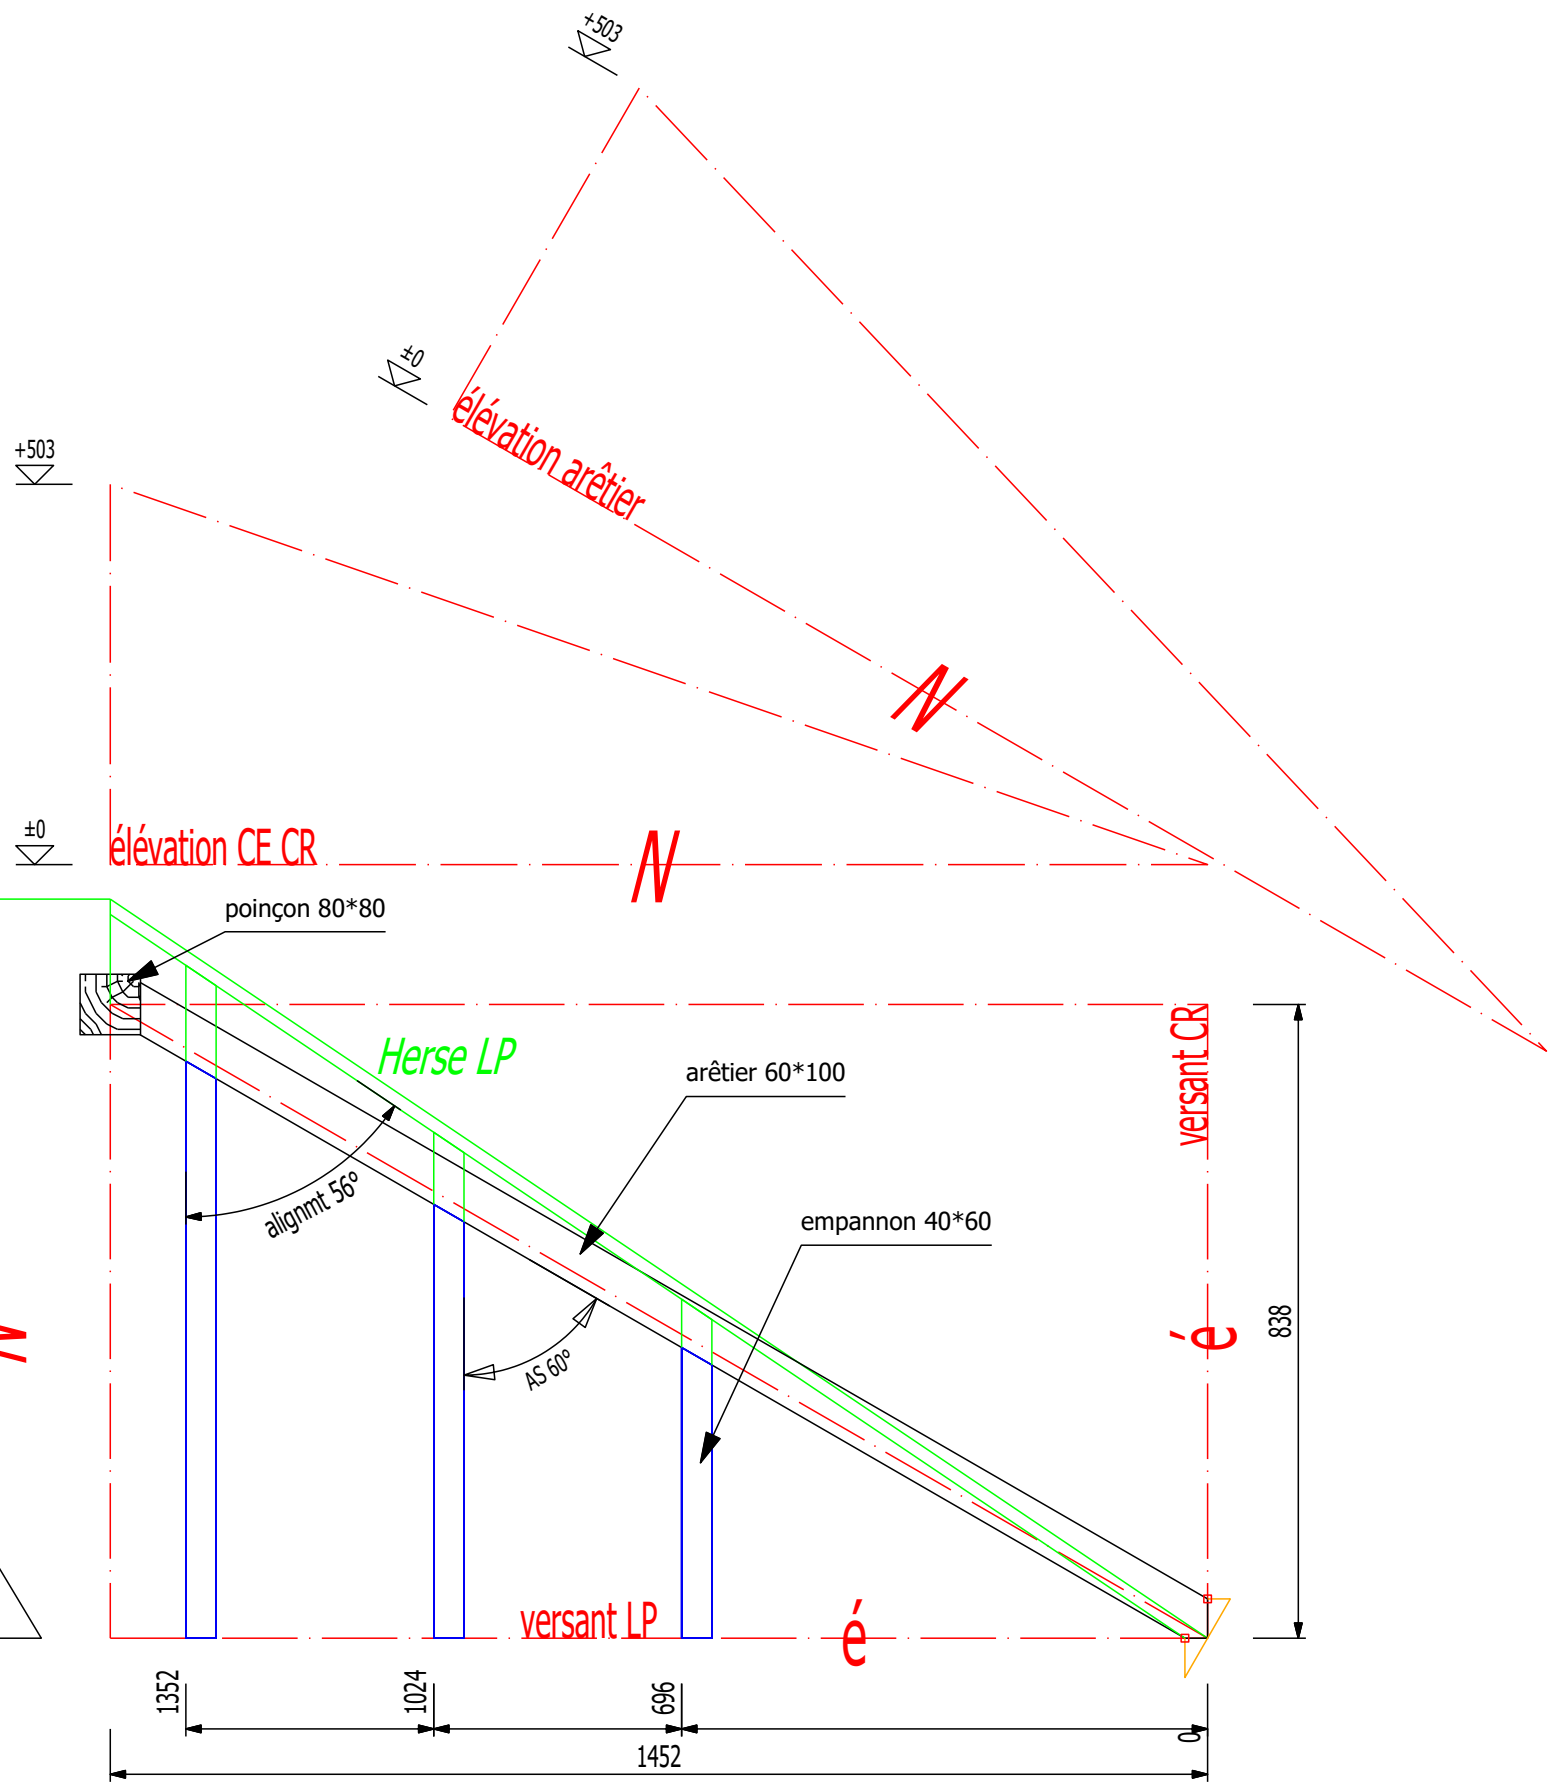 +503
±0
élévation arêtier
+503
N
±0
élévation CE CR
N
poinçon 80*80
versant CR
Herse LP
arêtier 60*100
alignmt 56°
empannon 40*60
N
é
838
AS 60°
versant LP
é
1352
1024
696
0
1452